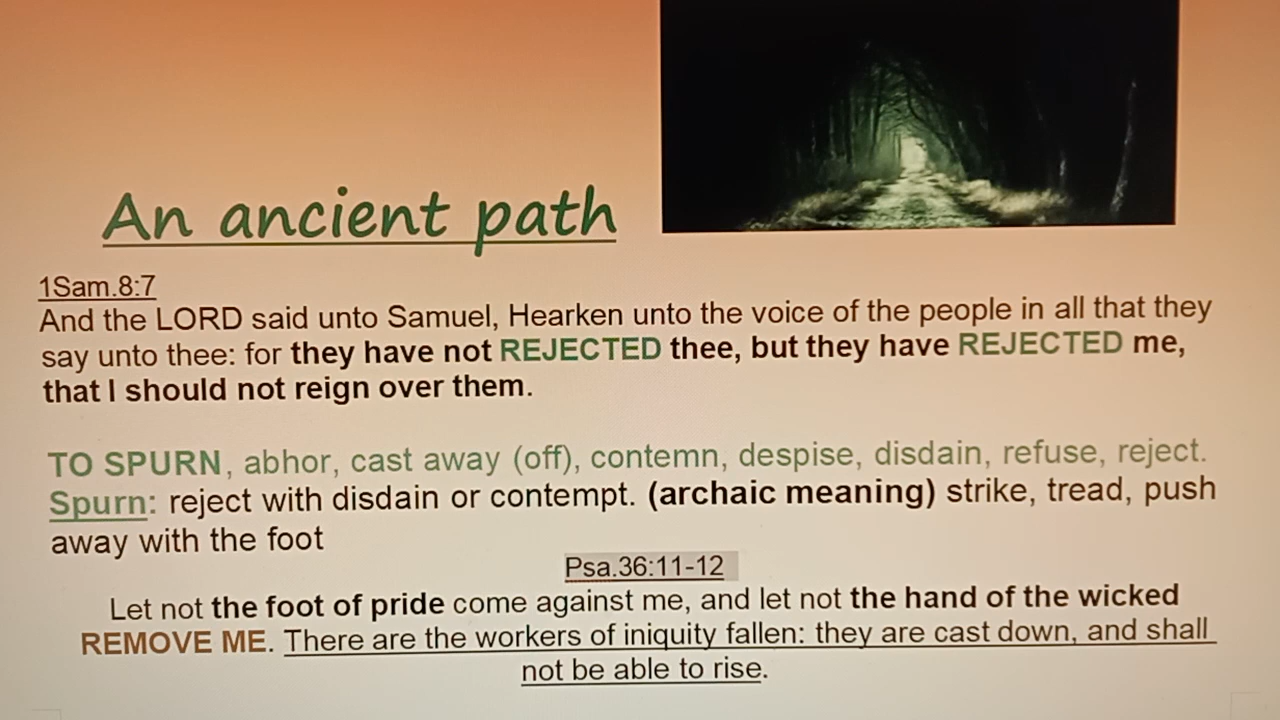 An ancient path
1Sam.8:7
And the LORD said unto Samuel, Hearken unto the voice of the people in all that they
say unto thee: for they have not REJECTED thee, but they have REJECTED me,
that I should not reign over them.
TO SPURN, abhor, cast away (off), contemn, despise, disdain, refuse, reject.
Spurn: reject with disdain or contempt. (archaic meaning) strike, tread, push
away with the foot
Psa.36:11-12
Let not the foot of pride come against me, and let not the hand of the wicked
REMOVE ME. There are the workers of iniquity fallen: they are cast down, and shall
not be able to rise.